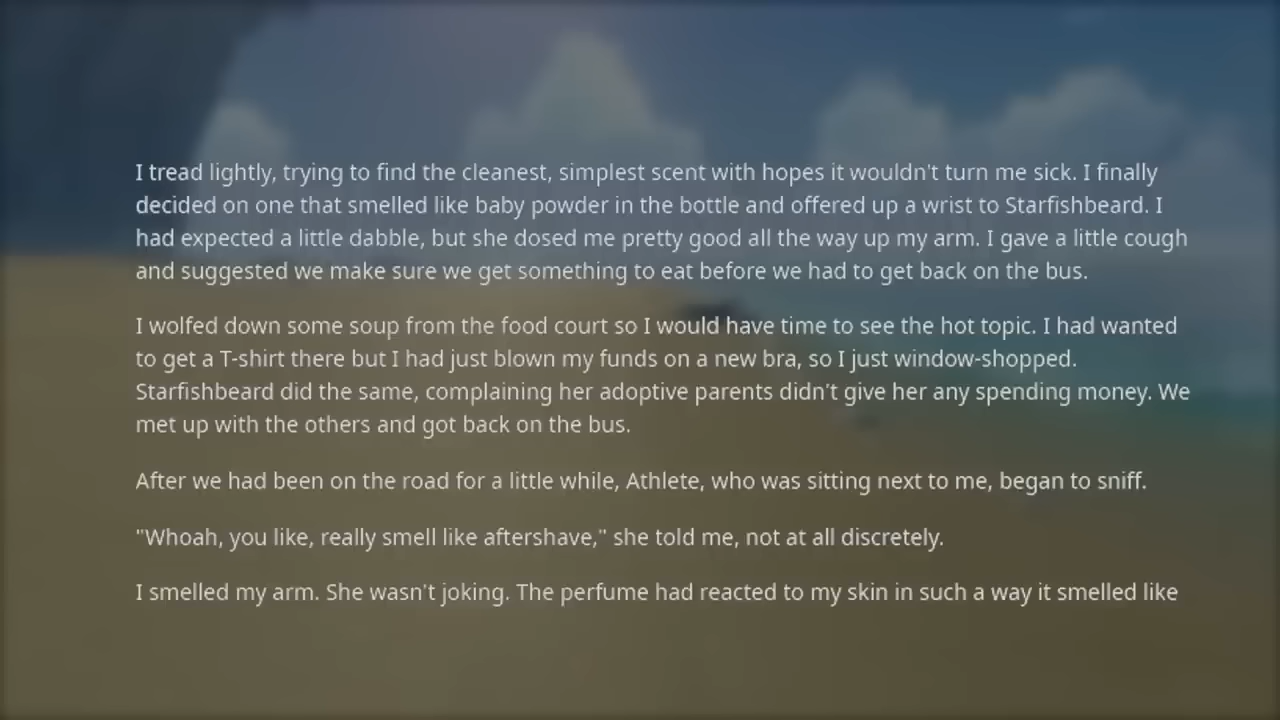 I tread lightly, trying to find the cleanest, simplest scent with hopes it wouldn't turn me sick. I finally
decided on one that smelled like baby powder in the bottle and offered up a wrist to Starfishbeard. I
had expected a little dabble, but she dosed me pretty good all the way up my arm. I gave a little cough
and suggested we make sure we get something to eat before we had to get back on the bus.
I wolfed down some soup from the food court so I would have time to see the hot topic. I had wanted
to get a T-shirt there but I had just blown my funds on a new bra, so I just window-shopped.
Starfishbeard did the same, complaining her adoptive parents didn't give her any spending money. We
met up with the others and got back on the bus.
After we had been on the road for a little while, Athlete, who was sitting next to me, began to sniff.
"Whoah, you like, really smell like aftershave," she told me, not at all discretely.
I smelled my arm. She wasn't joking. The perfume had reacted to my skin in such a way it smelled like